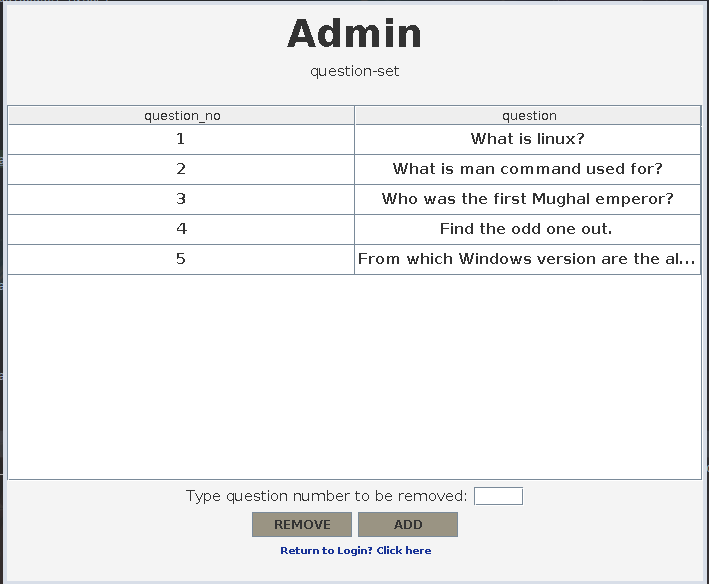 Admin
question-set
question_no question
1 What is linux?
2 What is man command used for?
3 Who was the first Mughal emperor?
4 Find the odd one out.
5 From which Windows version are the al...
Type question number to be removed:
REMOVE ADD
Return to Login? Click here